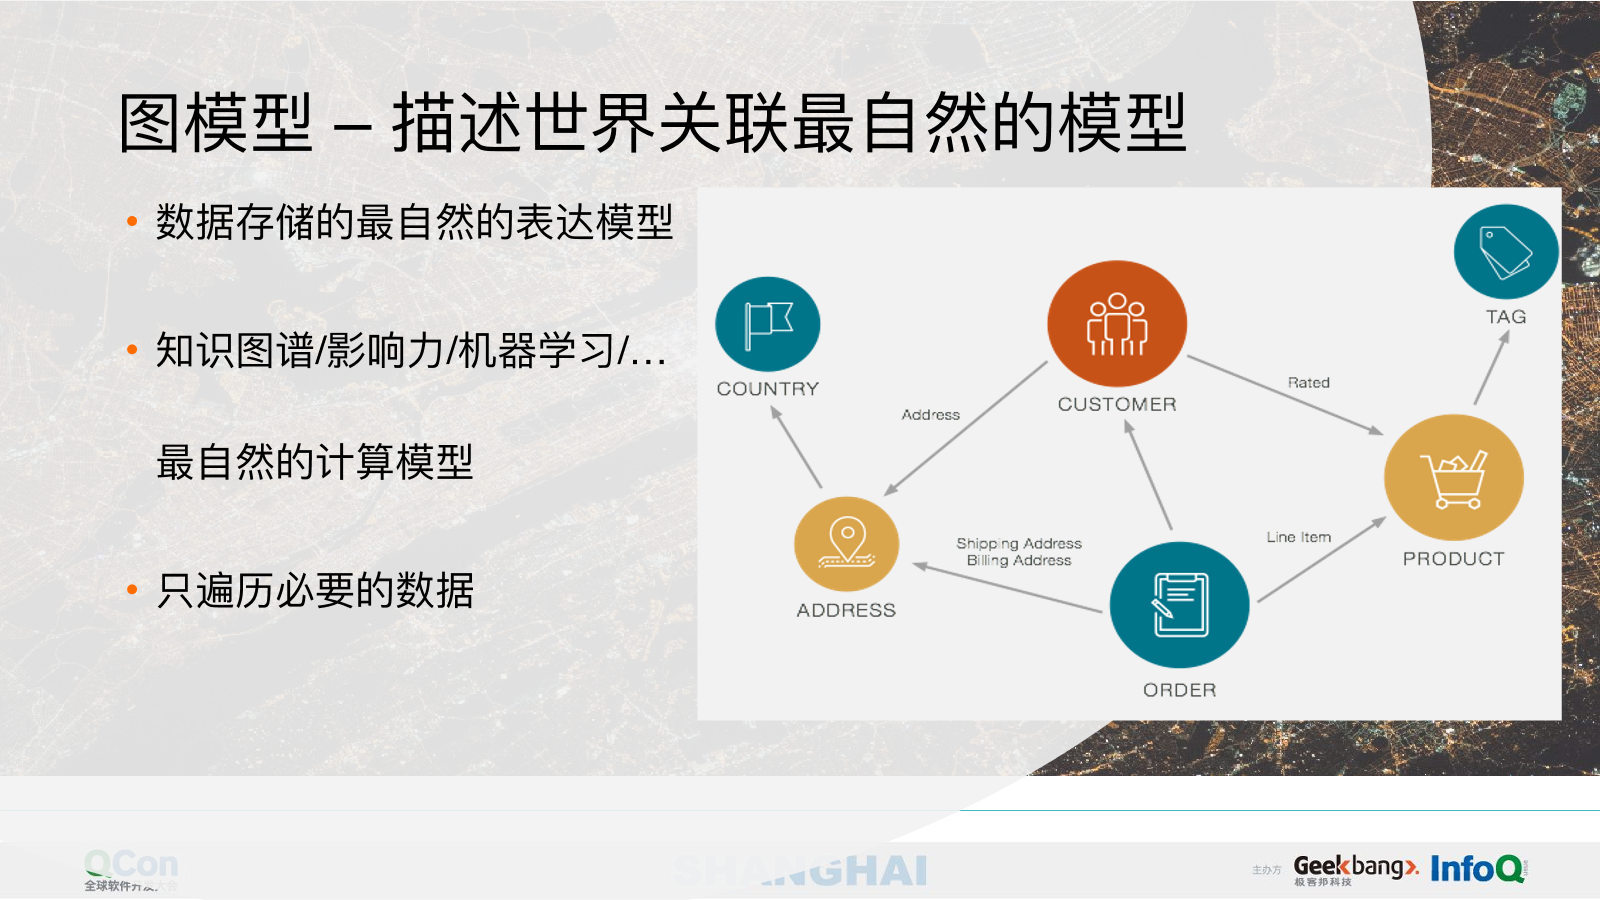 图模型 – 描述世界关联最自然的模型
• 数据存储的最自然的表达模型
• 知识图谱/影响力/机器学习/…
最自然的计算模型
• 只遍历必要的数据
TAG
COUNTRY
CUSTOMER
Rated
Address
Shipping Address
Billing Address
Line Item
PRODUCT
ADDRESS
ORDER
QCon
全球软件开发大会
SHANGHAI
主办方
Geekbang
极客邦科技
InfoQ